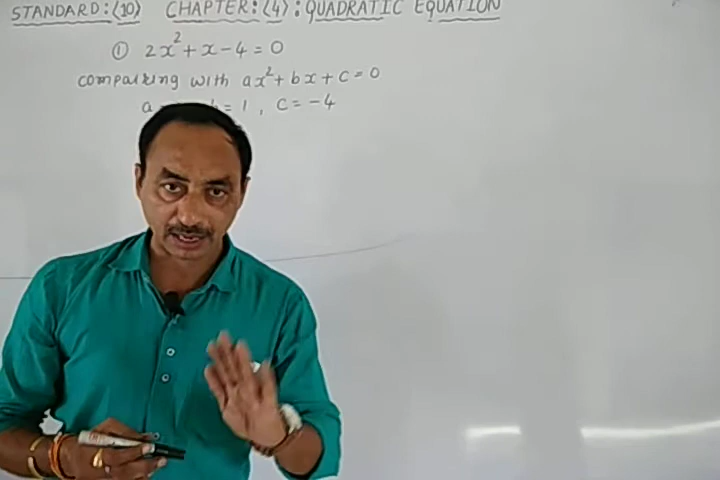 STANDARD:⟨10⟩ CHAPTER:⟨4⟩:QUADRATIC EQUATION
① 2x²+x-4=0
comparing with ax²+bx+c=0
a = 1, c=-4